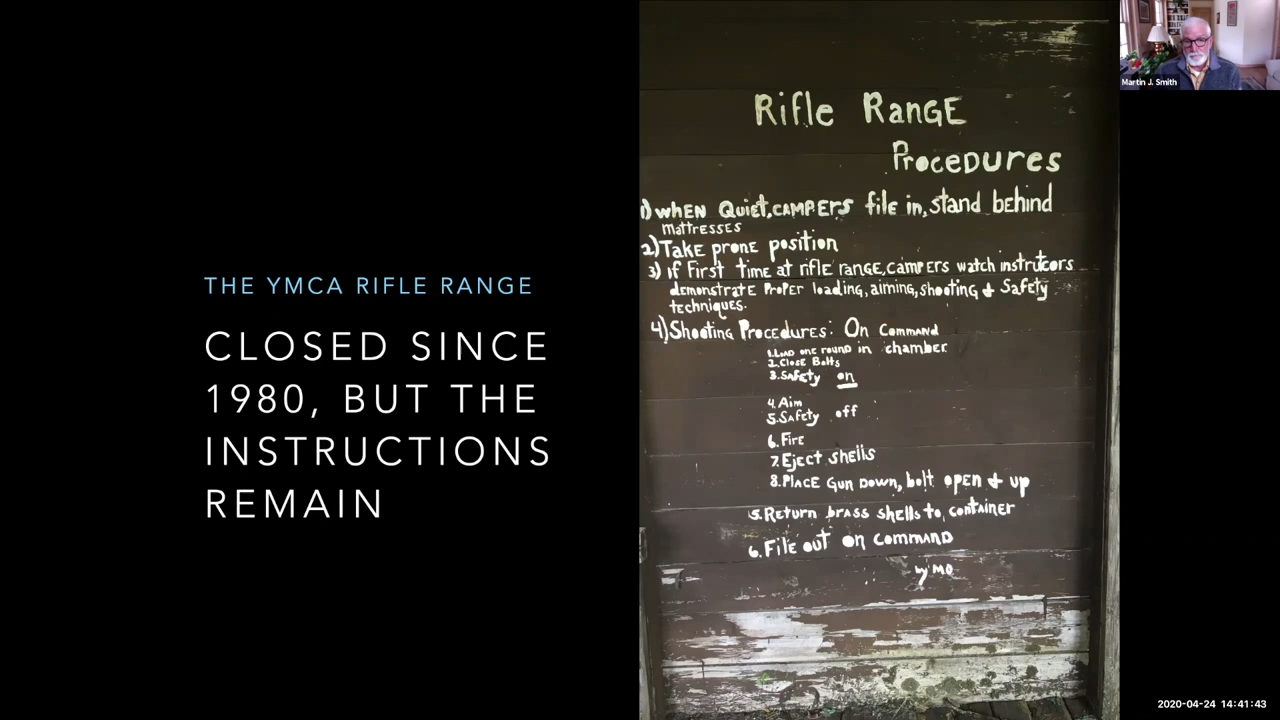 THE YMCA RIFLE RANGE
CLOSED SINCE
1980, BUT THE
INSTRUCTIONS
REMAIN
Rifle RanGE
Procedures
1) wHEN Quiet, CAMPERS file in, stand behind
mattresses
2) Take prone position
3) if First time at rifle range, campers watch instrutcors
demonstrate Proper loading, aiming, shooting & Safety
techniques.
4) Shooting Procedures: On Command
1. Load one round in chamber
2. Close Bolts
3. Safety on
4. Aim
5. Safety off
6. Fire
7. Eject shells
8. Place Gun Down, bolt open & up
5. Return brass shells to container
6. File out on command
by MO
Martin J. Smith
2020-04-24 14:41:43